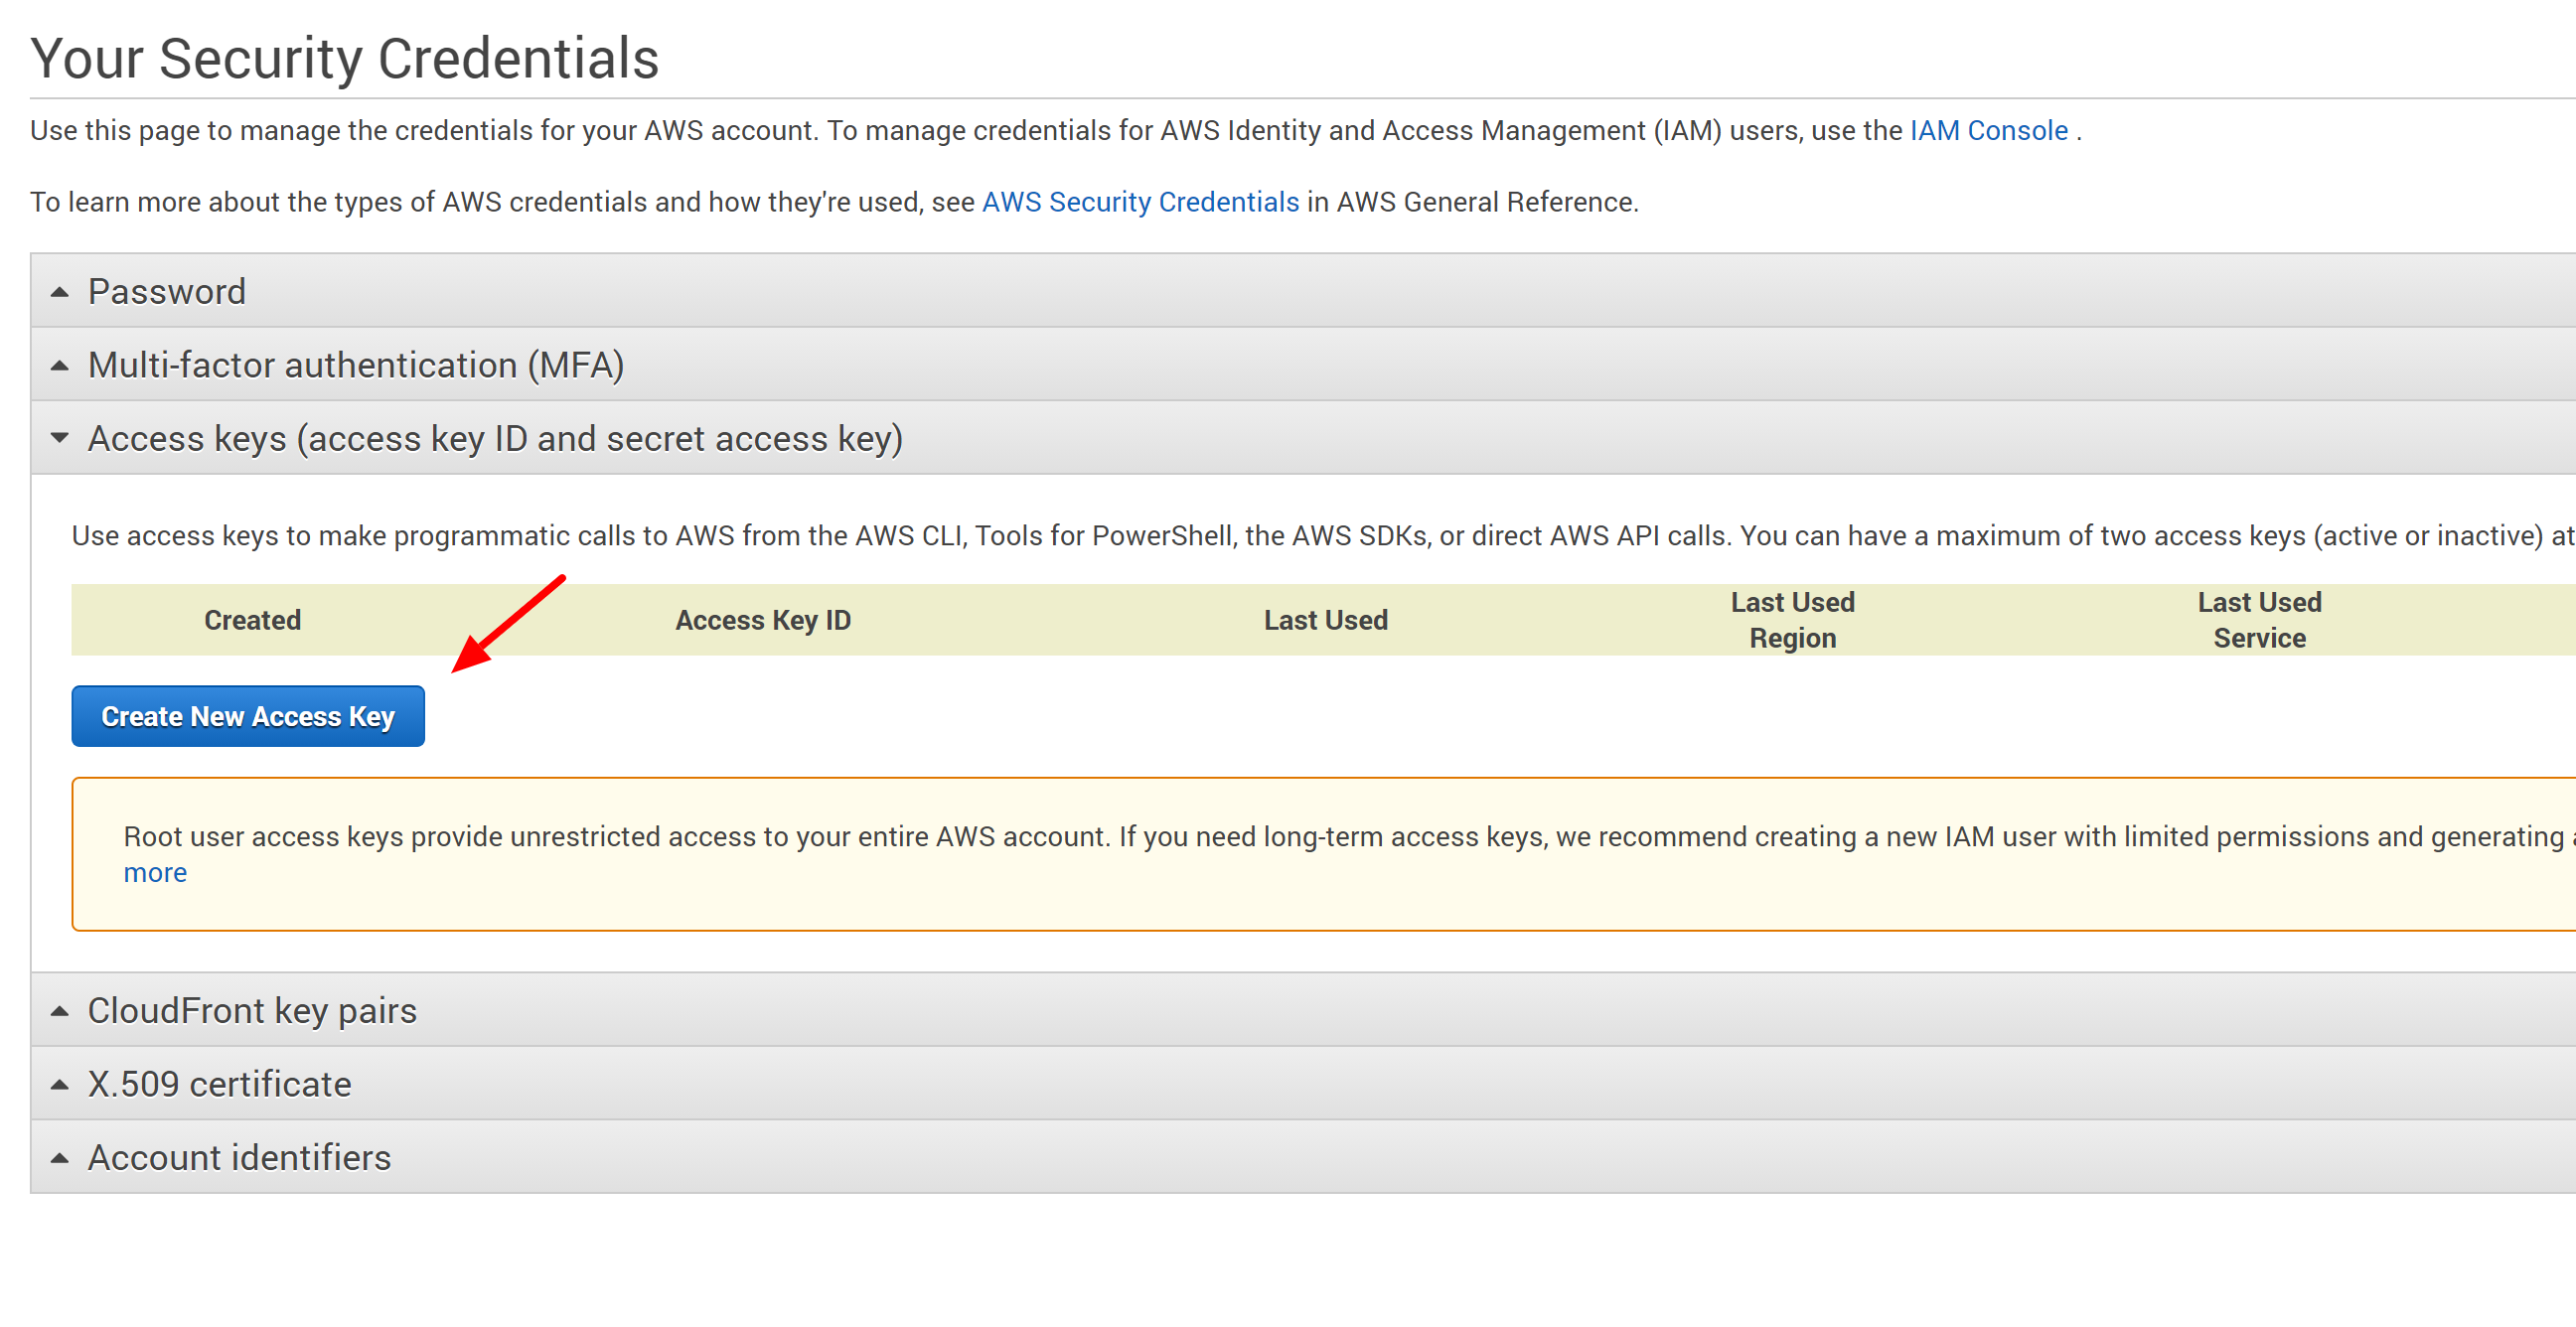 Your Security Credentials
Use this page to manage the credentials for your AWS account. To manage credentials for AWS Identity and Access Management (IAM) users, use the IAM Console .
To learn more about the types of AWS credentials and how they're used, see AWS Security Credentials in AWS General Reference.
Password
Multi-factor authentication (MFA)
Access keys (access key ID and secret access key)
Use access keys to make programmatic calls to AWS from the AWS CLI, Tools for PowerShell, the AWS SDKs, or direct AWS API calls. You can have a maximum of two access keys (active or inactive) at
Created Access Key ID Last Used Last Used Region Last Used Service
Create New Access Key
Root user access keys provide unrestricted access to your entire AWS account. If you need long-term access keys, we recommend creating a new IAM user with limited permissions and generating
more
CloudFront key pairs
X.509 certificate
Account identifiers